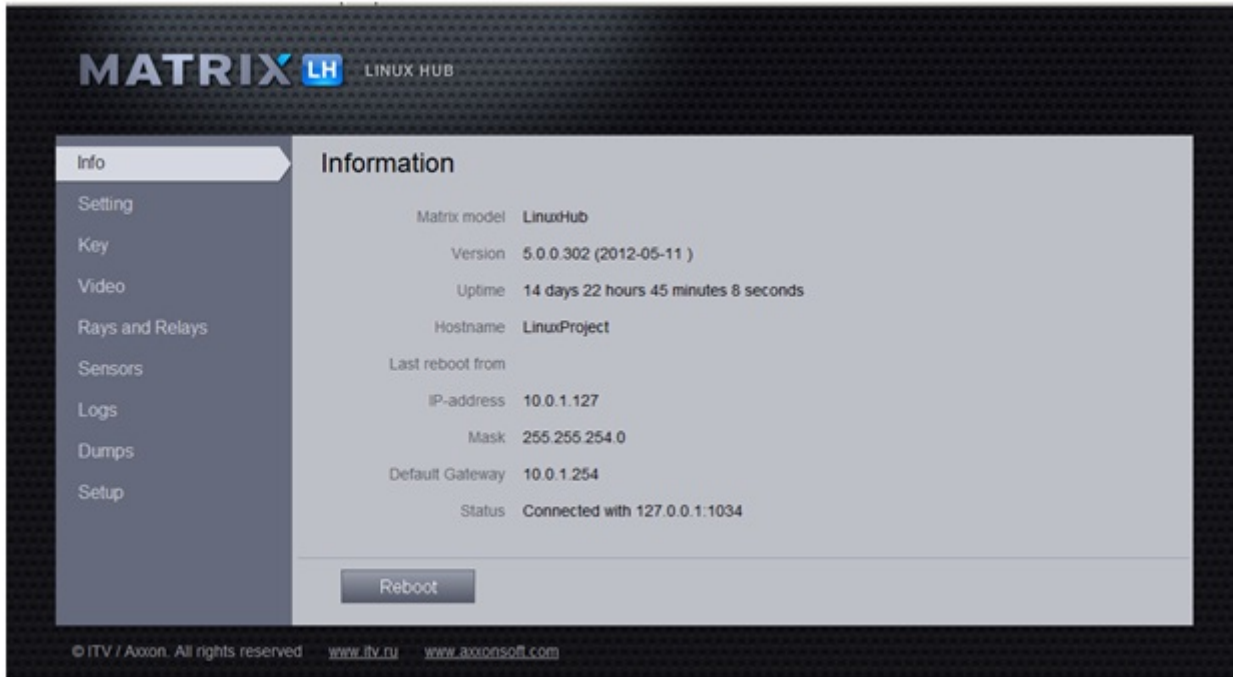 MATRIX LH LINUX HUB
Info
Setting
Key
Video
Rays and Relays
Sensors
Logs
Dumps
Setup
Information
Matrix model LinuxHub
Version 5.0.0.302 (2012-05-11 )
Uptime 14 days 22 hours 45 minutes 8 seconds
Hostname LinuxProject
Last reboot from
IP-address 10.0.1.127
Mask 255.255.254.0
Default Gateway 10.0.1.254
Status Connected with 127.0.0.1:1034
Reboot
© ITV / Axxon. All rights reserved www.itv.ru www.axxonsoft.com